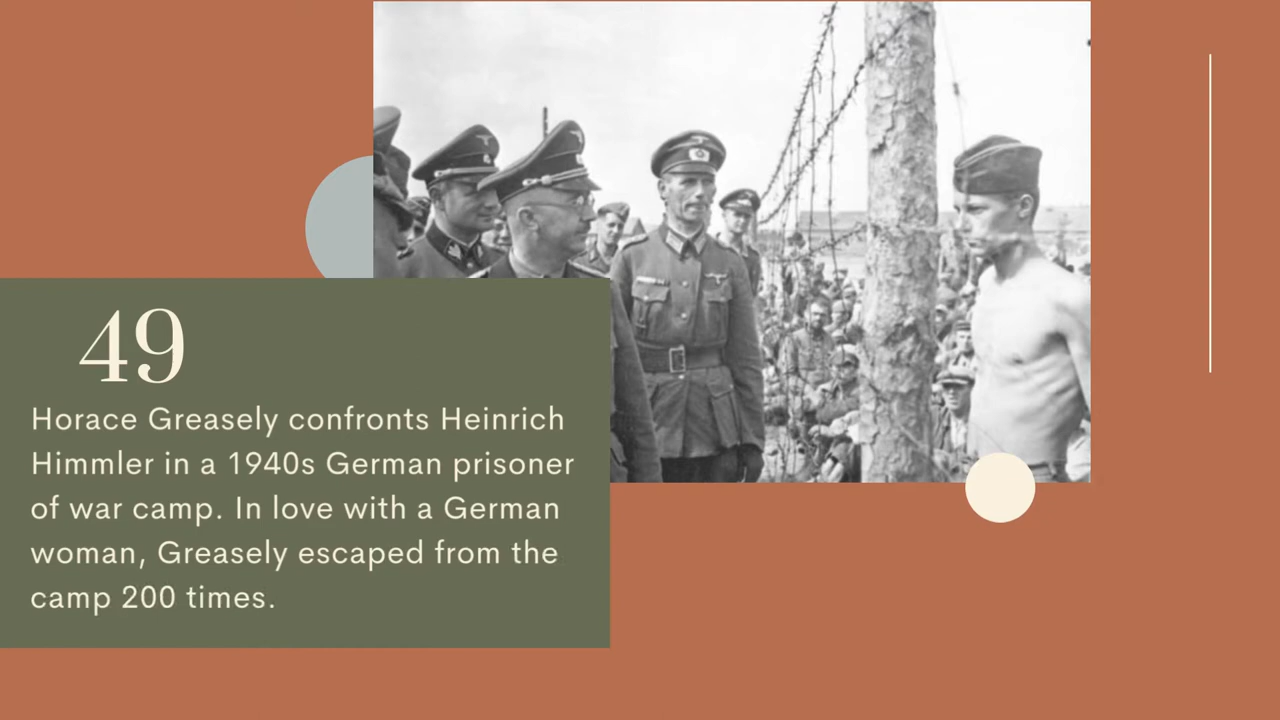 49
Horace Greasely confronts Heinrich
Himmler in a 1940s German prisoner
of war camp. In love with a German
woman, Greasely escaped from the
camp 200 times.